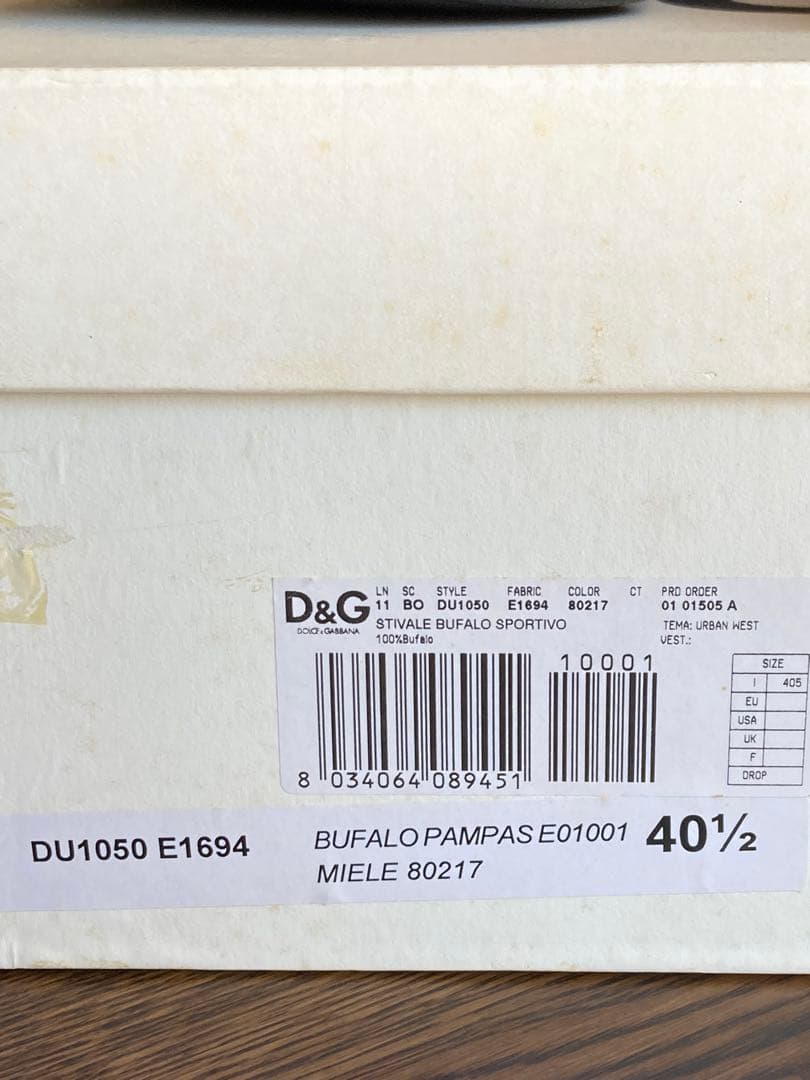 D&G
DOLCE & GABBANA
LN SC STYLE FABRIC COLOR CT PRD ORDER
11 BO DU1050 E1694 80217 01 01505 A
STIVALE BUFALO SPORTIVO TEMA: URBAN WEST
100%Bufalo VEST.:
10001
8 034064 089451
SIZE
I 405
EU
USA
UK
F
DROP
DU1050 E1694
BUFALO PAMPAS E01001 40½
MIELE 80217